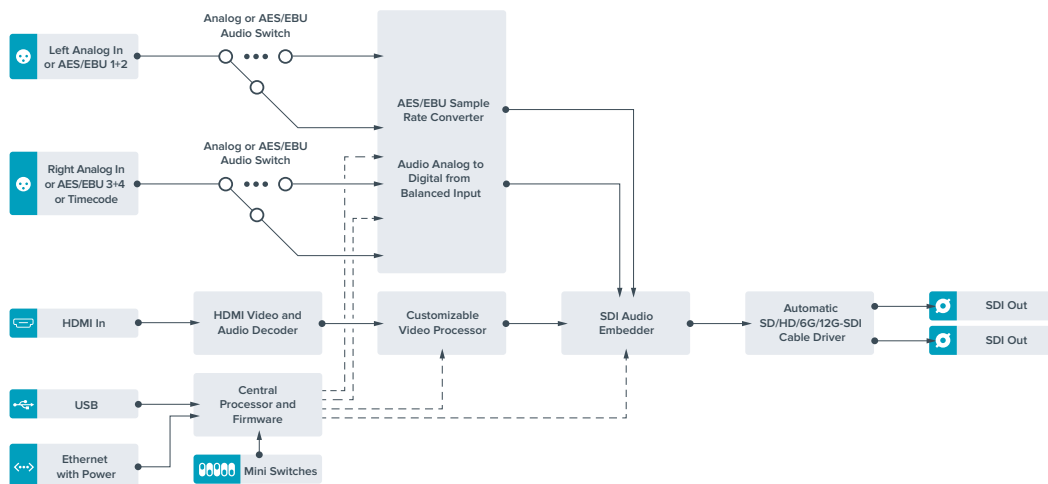 Analog or AES/EBU
Audio Switch
Left Analog In
or AES/EBU 1+2
AES/EBU Sample
Rate Converter
Analog or AES/EBU
Audio Switch
Right Analog In
or AES/EBU 3+4
or Timecode
Audio Analog to
Digital from
Balanced Input
HDMI In
HDMI Video and
Audio Decoder
Customizable
Video Processor
SDI Audio
Embedder
Automatic
SD/HD/6G/12G-SDI
Cable Driver
SDI Out
SDI Out
USB
Central
Processor and
Firmware
Ethernet
with Power
Mini Switches